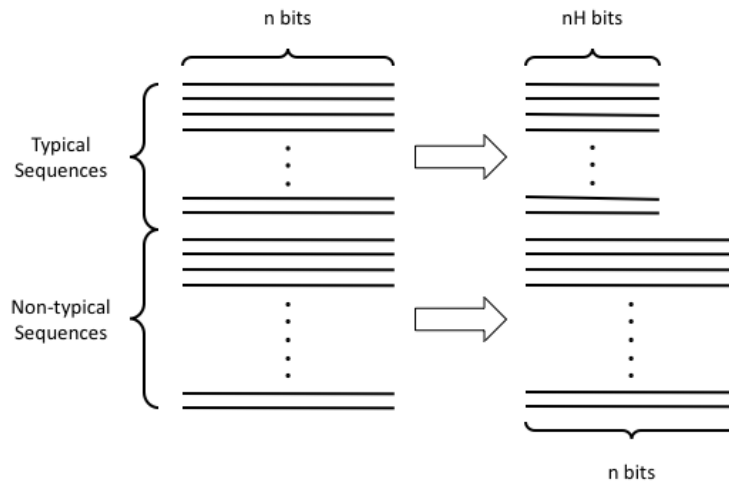 n bits
nH bits
Typical
Sequences
Non-typical
Sequences
n bits